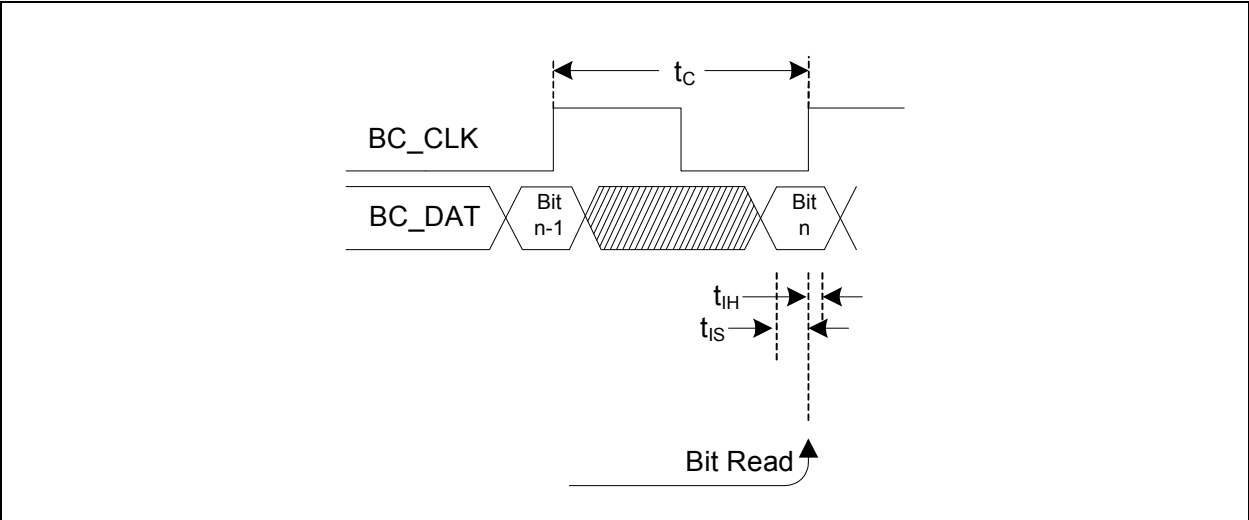 tC
BC_CLK
BC_DAT
Bit
n-1
Bit
n
tIH
tIS
Bit Read